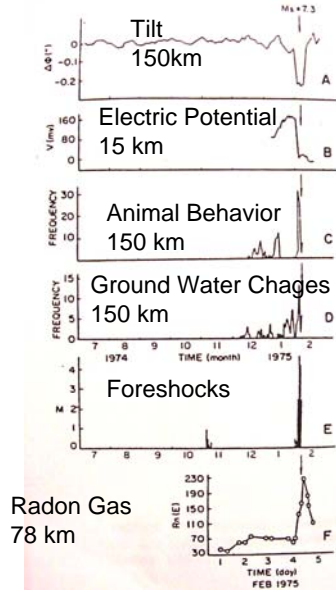 Ms = 7.3
Tilt
150km
Δϕ(")
0
-0.1
-0.2
A
Electric Potential
15 km
V(mv)
160
80
0
B
Animal Behavior
150 km
FREQUENCY
30
20
10
0
C
Ground Water Chages
150 km
FREQUENCY
15
10
5
0
D
7 8 9 10 11 12 1 2
1974 TIME (month) 1975
Foreshocks
M
4
3
2
1
0
E
7 8 9 10 11 12 1 2
Radon Gas
78 km
Rn(E)
230
190
150
110
70
30
F
1 2 3 4 5
TIME (day)
FEB 1975